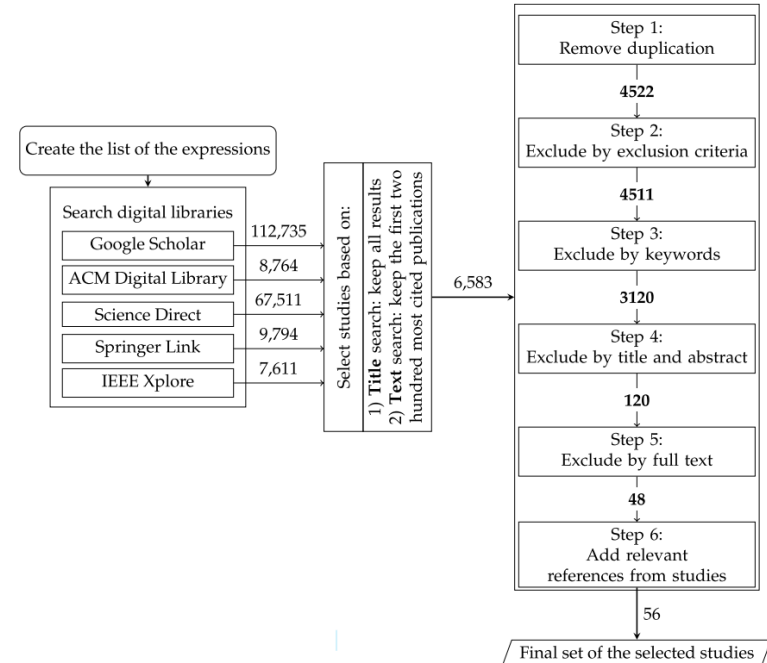 Create the list of the expressions
Search digital libraries
Google Scholar
ACM Digital Library
Science Direct
Springer Link
IEEE Xplore
112,735
8,764
67,511
9,794
7,611
Select studies based on:
1) Title search: keep all results
2) Text search: keep the first two
hundred most cited publications
6,583
Step 1:
Remove duplication
4522
Step 2:
Exclude by exclusion criteria
4511
Step 3:
Exclude by keywords
3120
Step 4:
Exclude by title and abstract
120
Step 5:
Exclude by full text
48
Step 6:
Add relevant
references from studies
56
Final set of the selected studies